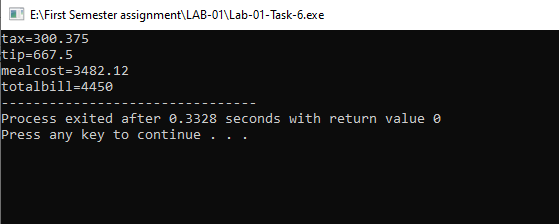 E:\First Semester assignment\LAB-01\Lab-01-Task-6.exe
tax=300.375
tip=667.5
mealcost=3482.12
totalbill=4450
--------------------------------
Process exited after 0.3328 seconds with return value 0
Press any key to continue . . .